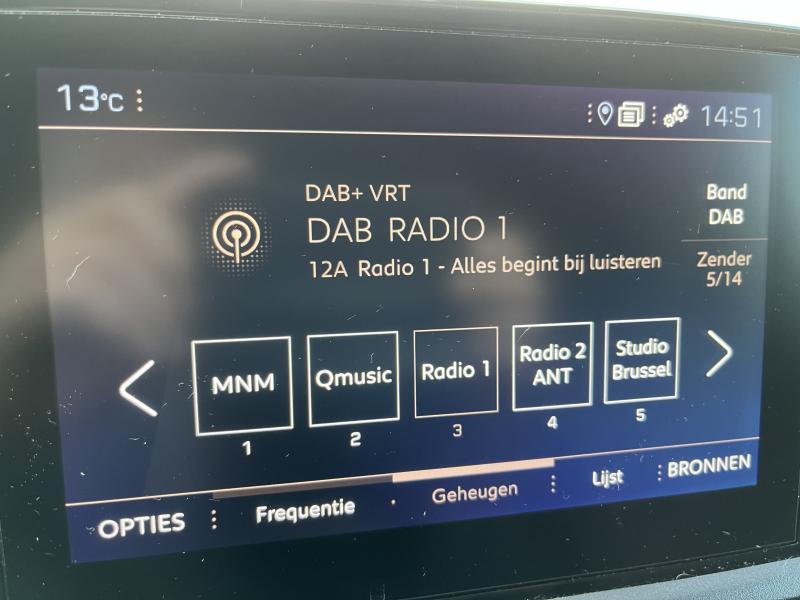 13°C
14:51
DAB+ VRT
DAB RADIO 1
12A Radio 1 - Alles begint bij luisteren
Band
DAB
Zender
5/14
MNM
Qmusic
Radio 1
Radio 2
ANT
Studio
Brussel
1
2
3
4
5
OPTIES
Frequentie
Geheugen
Lijst
BRONNEN